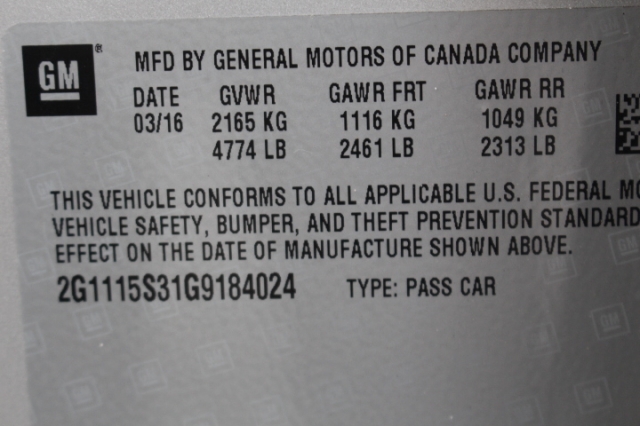 GM®
MFD BY GENERAL MOTORS OF CANADA COMPANY
DATE GVWR GAWR FRT GAWR RR
03/16 2165 KG 1116 KG 1049 KG
4774 LB 2461 LB 2313 LB
THIS VEHICLE CONFORMS TO ALL APPLICABLE U.S. FEDERAL MO
VEHICLE SAFETY, BUMPER, AND THEFT PREVENTION STANDARD
EFFECT ON THE DATE OF MANUFACTURE SHOWN ABOVE.
2G1115S31G9184024 TYPE: PASS CAR